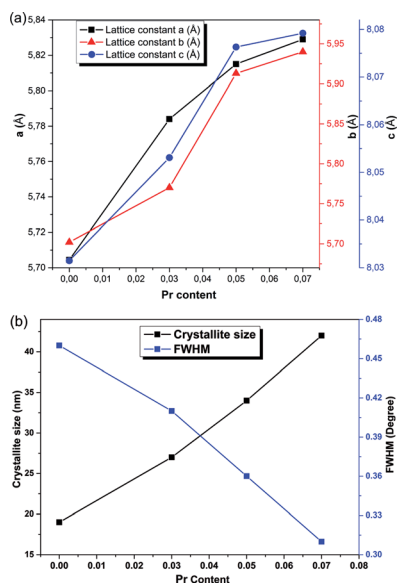 (a)
Lattice constant a (Å)
Lattice constant b (Å)
Lattice constant c (Å)
5,84
5,82
5,80
5,78
5,76
5,74
5,72
5,70
a (Å)
5,95
5,90
5,85
5,80
5,75
5,70
b (Å)
8,08
8,07
8,06
8,05
8,04
8,03
c (Å)
0,00 0,01 0,02 0,03 0,04 0,05 0,06 0,07
Pr content
(b)
Crystallite size
FWHM
40
35
30
25
20
15
Crystallite size (nm)
0.48
0.45
0.42
0.39
0.36
0.33
0.30
FWHM (Degree)
0.00 0.01 0.02 0.03 0.04 0.05 0.06 0.07 0.08
Pr Content